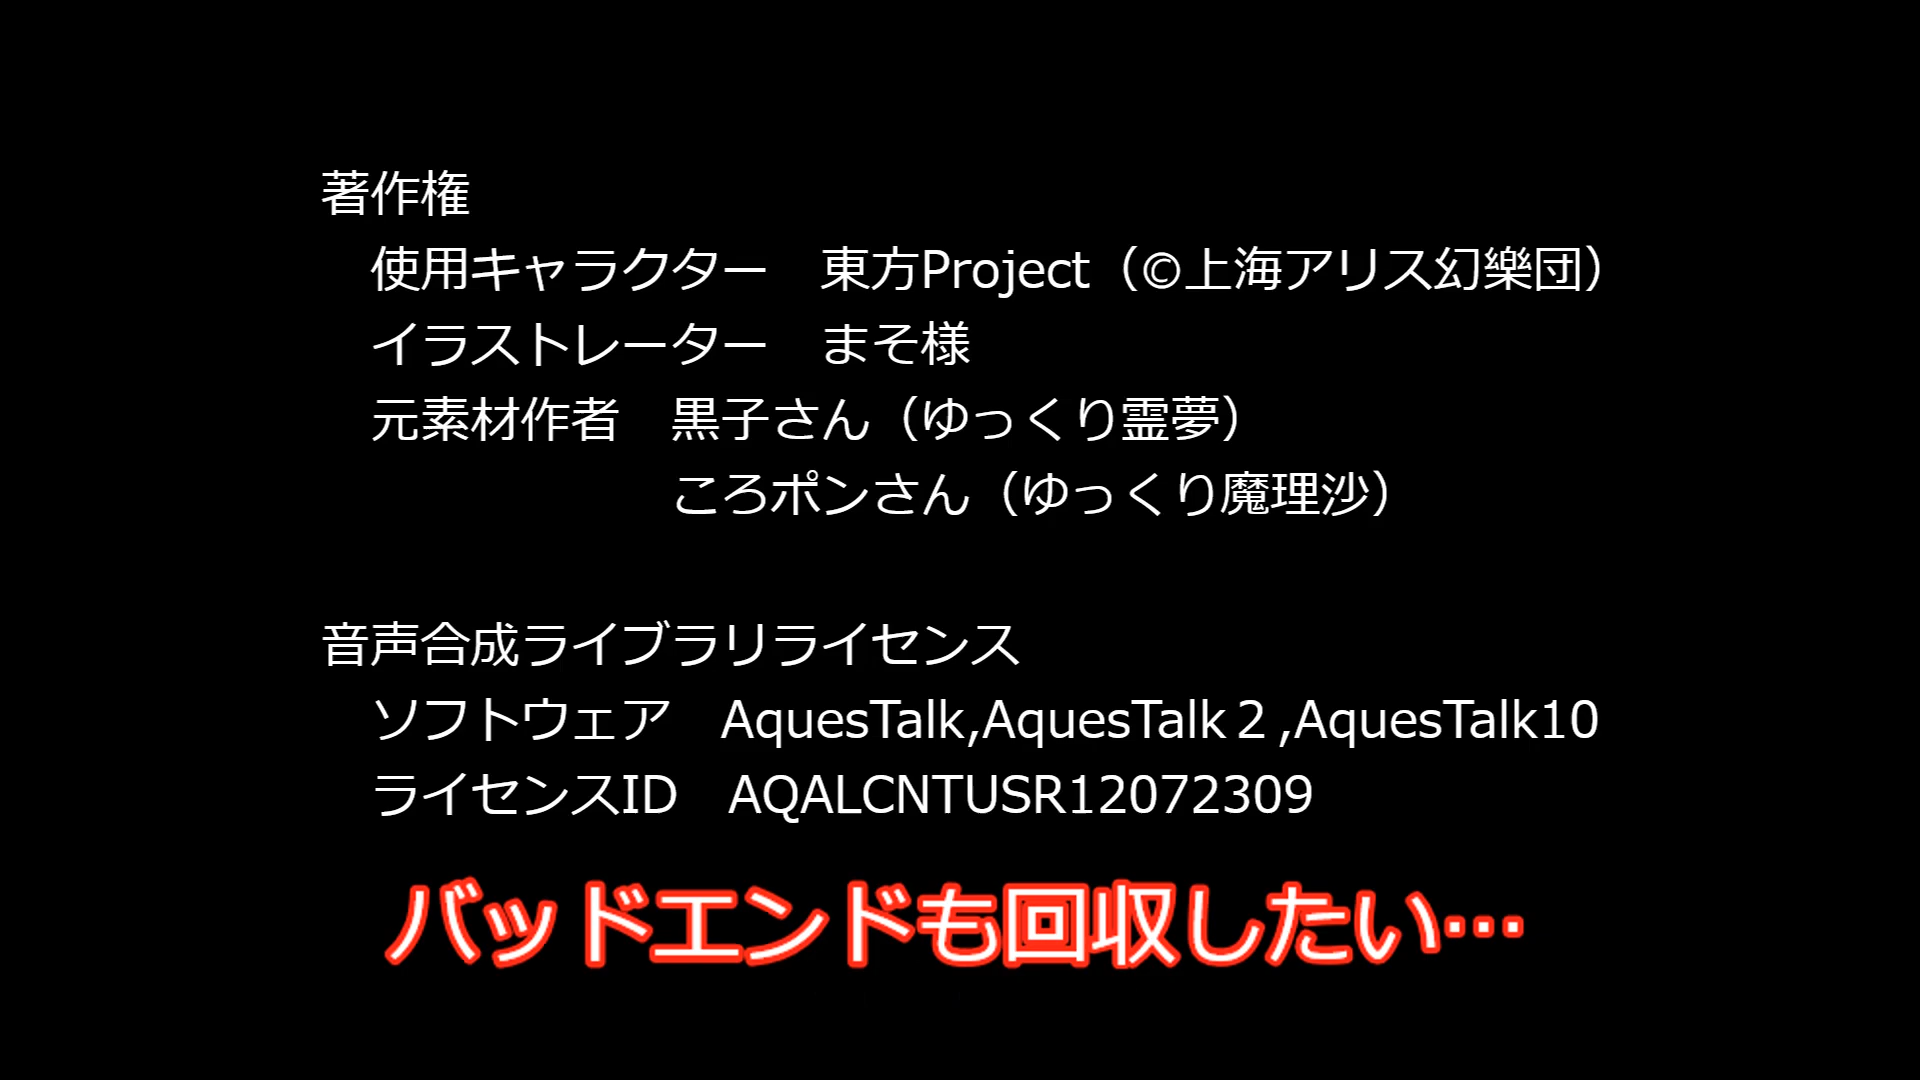 著作権
使用キャラクター　東方Project（©上海アリス幻樂団）
イラストレーター　まそ様
元素材作者　黒子さん（ゆっくり霊夢）
ころポンさん（ゆっくり魔理沙）
音声合成ライブラリライセンス
ソフトウェア　AquesTalk,AquesTalk２,AquesTalk10
ライセンスID　AQALCNTUSR12072309
バッドエンドも回収したい…